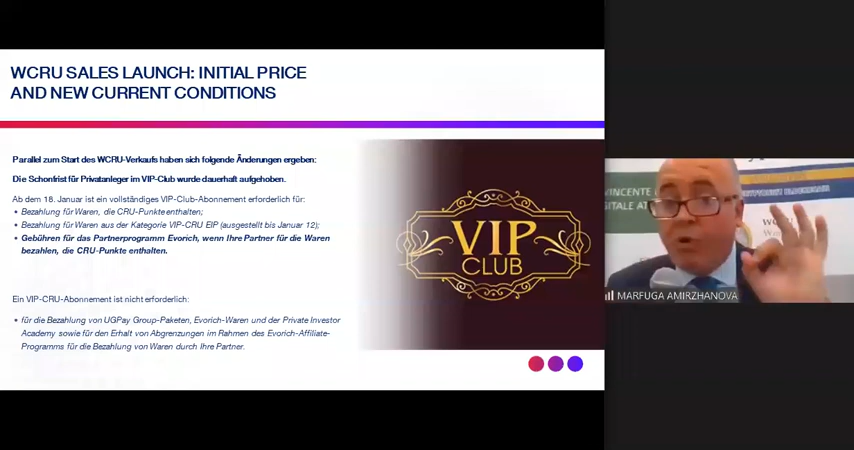 WCRU SALES LAUNCH: INITIAL PRICE
AND NEW CURRENT CONDITIONS
Parallel zum Start des WCRU-Verkaufs haben sich folgende Änderungen ergeben:
Die Schonfrist für Privatanleger im VIP-Club wurde dauerhaft aufgehoben.
Ab dem 18. Januar ist ein vollständiges VIP-Club-Abonnement erforderlich für:
• Bezahlung für Waren, die CRU-Punkte enthalten;
• Bezahlung für Waren aus der Kategorie VIP-CRU EIP (ausgestellt bis Januar 12);
• Gebühren für das Partnerprogramm Evorich, wenn Ihre Partner für die Waren
bezahlen, die CRU-Punkte enthalten.
Ein VIP-CRU-Abonnement ist nicht erforderlich:
• für die Bezahlung von UGPay Group-Paketen, Evorich-Waren und der Private Investor
Academy sowie für den Erhalt von Abgrenzungen im Rahmen des Evorich-Affiliate-
Programms für die Bezahlung von Waren durch Ihre Partner.
VIP
CLUB
VINCENTE
MARFUGA AMIRZHANOVA